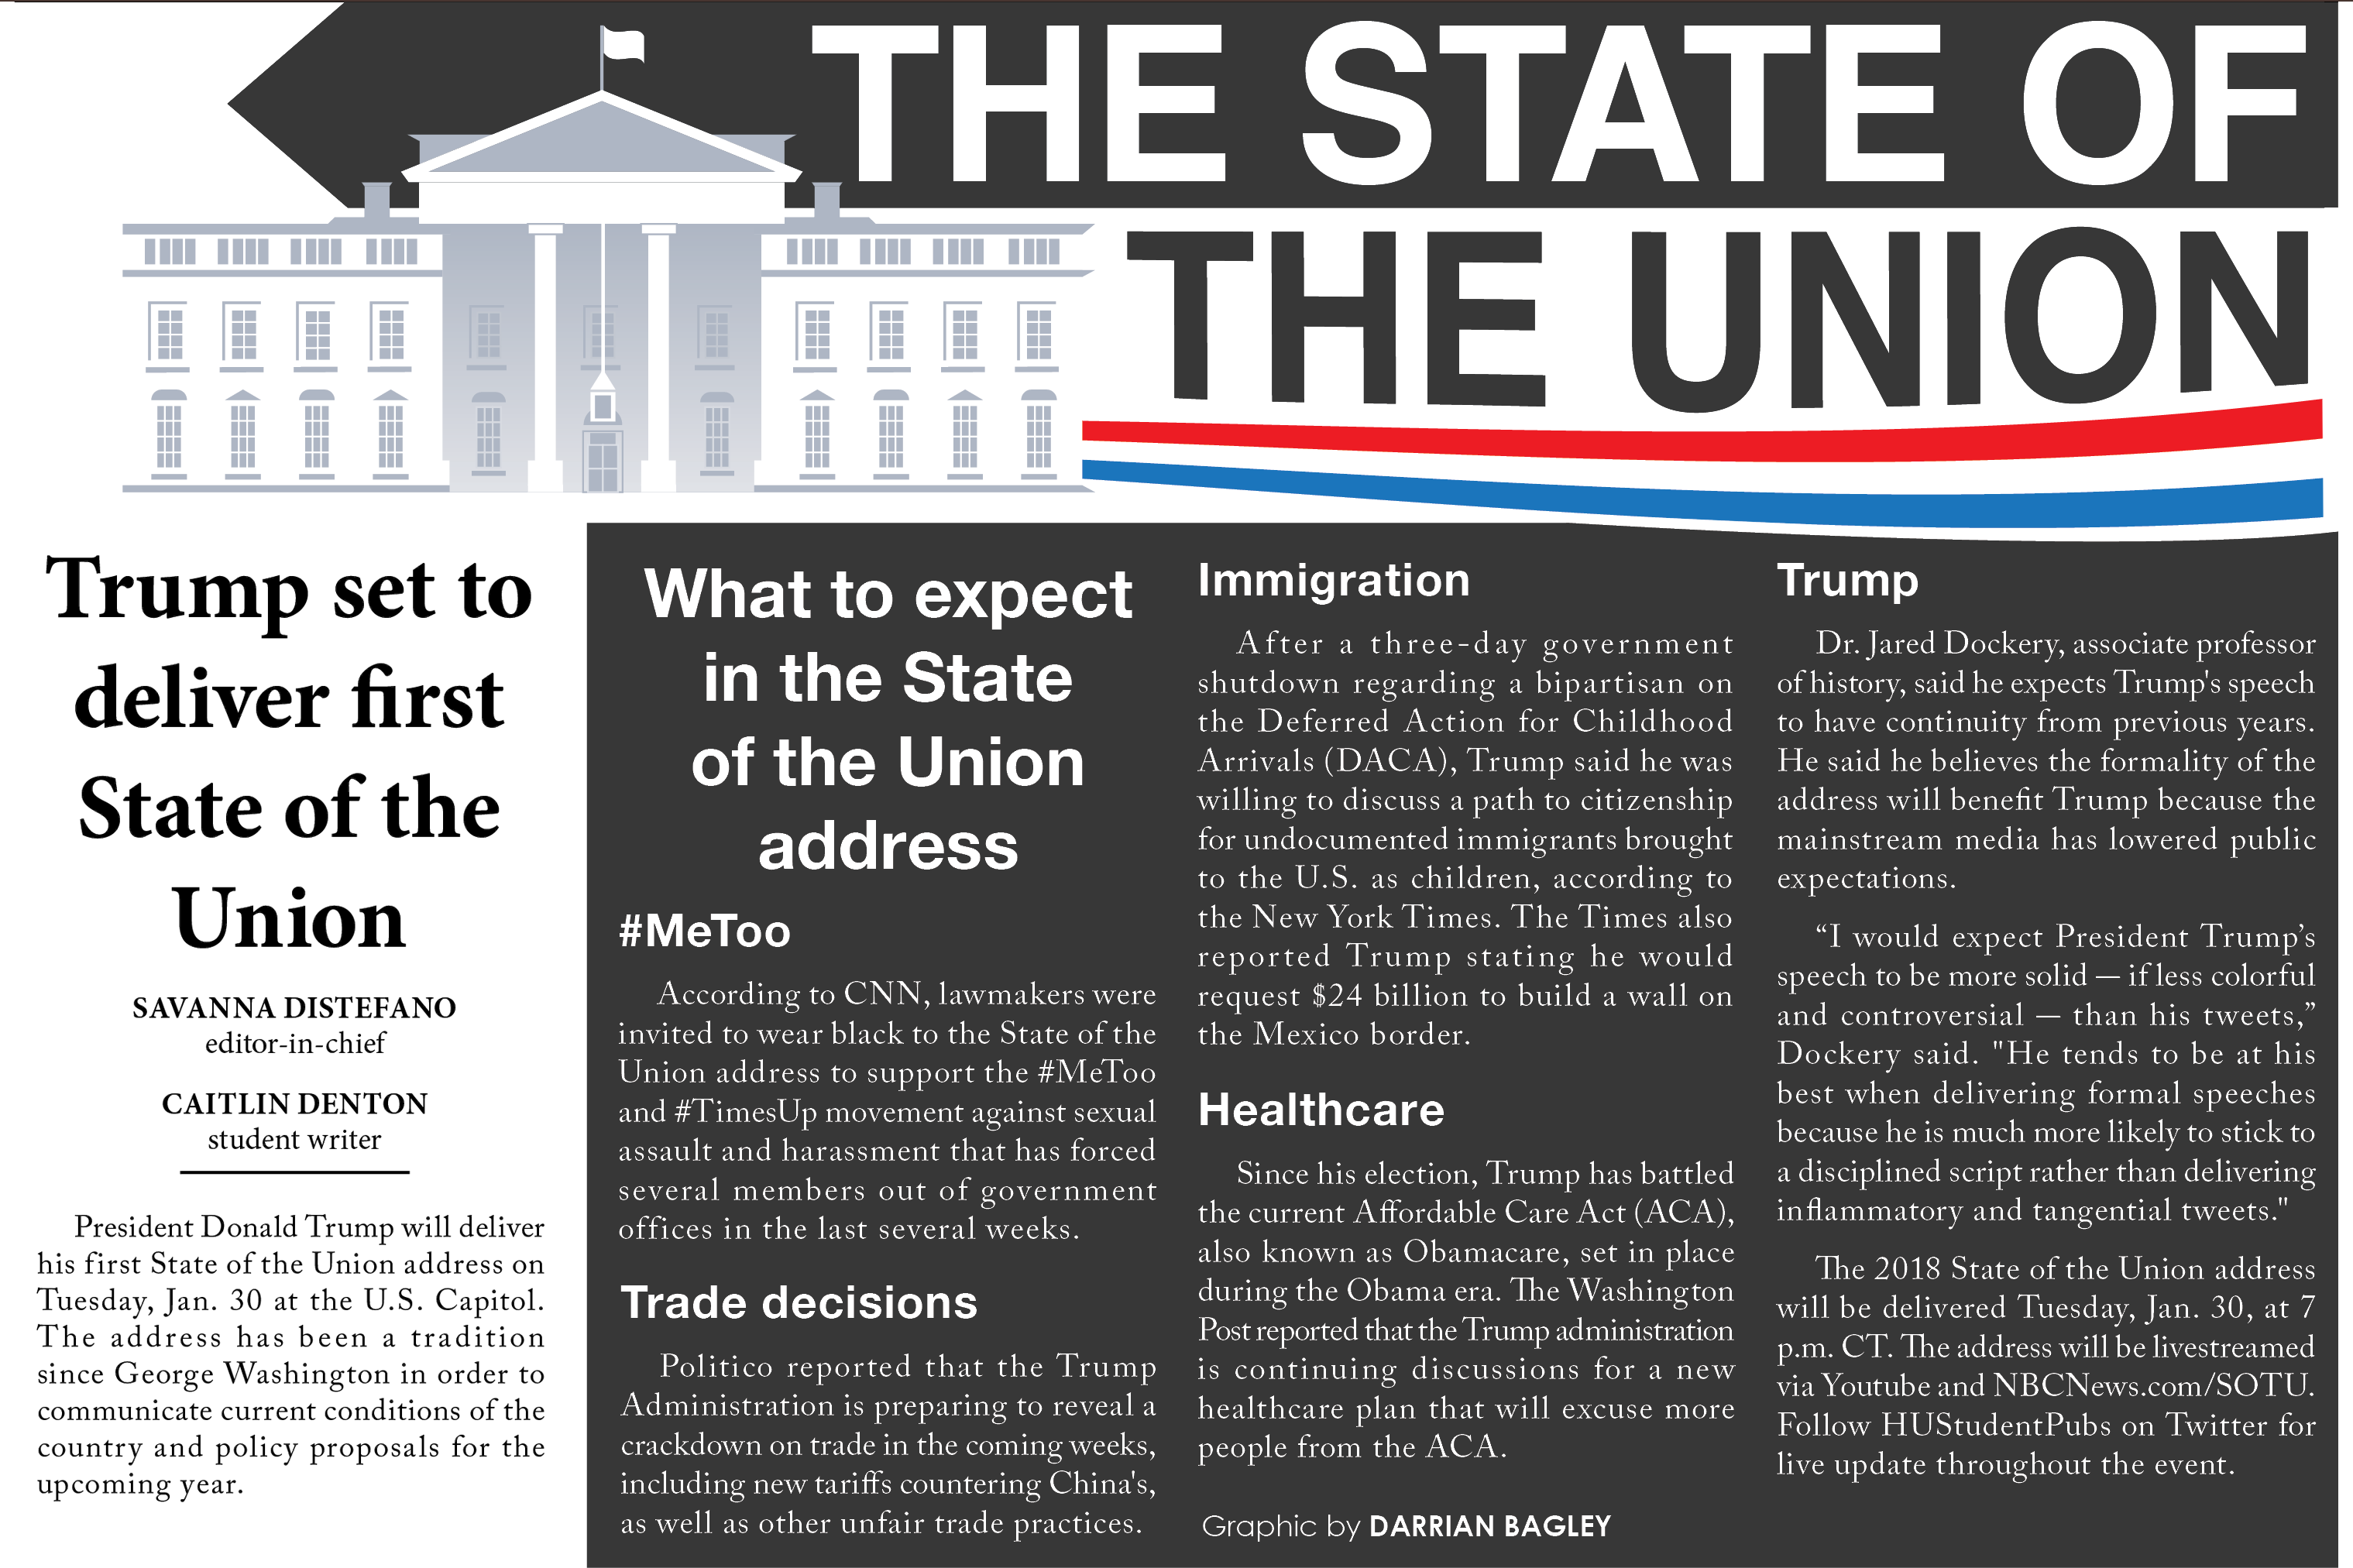 THE STATE OF
THE UNION
Trump set to
deliver first
State of the
Union
SAVANNA DISTEFANO
editor-in-chief
CAITLIN DENTON
student writer
President Donald Trump will deliver
his first State of the Union address on
Tuesday, Jan. 30 at the U.S. Capitol.
The address has been a tradition
since George Washington in order to
communicate current conditions of the
country and policy proposals for the
upcoming year.
What to expect
in the State
of the Union
address
#MeToo
According to CNN, lawmakers were
invited to wear black to the State of the
Union address to support the #MeToo
and #TimesUp movement against sexual
assault and harassment that has forced
several members out of government
offices in the last several weeks.
Trade decisions
Politico reported that the Trump
Administration is preparing to reveal a
crackdown on trade in the coming weeks,
including new tariffs countering China's,
as well as other unfair trade practices.
Immigration
After a three-day government
shutdown regarding a bipartisan on
the Deferred Action for Childhood
Arrivals (DACA), Trump said he was
willing to discuss a path to citizenship
for undocumented immigrants brought
to the U.S. as children, according to
the New York Times. The Times also
reported Trump stating he would
request $24 billion to build a wall on
the Mexico border.
Healthcare
Since his election, Trump has battled
the current Affordable Care Act (ACA),
also known as Obamacare, set in place
during the Obama era. The Washington
Post reported that the Trump administration
is continuing discussions for a new
healthcare plan that will excuse more
people from the ACA.
Graphic by DARRIAN BAGLEY
Trump
Dr. Jared Dockery, associate professor
of history, said he expects Trump's speech
to have continuity from previous years.
He said he believes the formality of the
address will benefit Trump because the
mainstream media has lowered public
expectations.
“I would expect President Trump’s
speech to be more solid — if less colorful
and controversial — than his tweets,”
Dockery said. "He tends to be at his
best when delivering formal speeches
because he is much more likely to stick to
a disciplined script rather than delivering
inflammatory and tangential tweets."
The 2018 State of the Union address
will be delivered Tuesday, Jan. 30, at 7
p.m. CT. The address will be livestreamed
via Youtube and NBCNews.com/SOTU.
Follow HUStudentPubs on Twitter for
live update throughout the event.